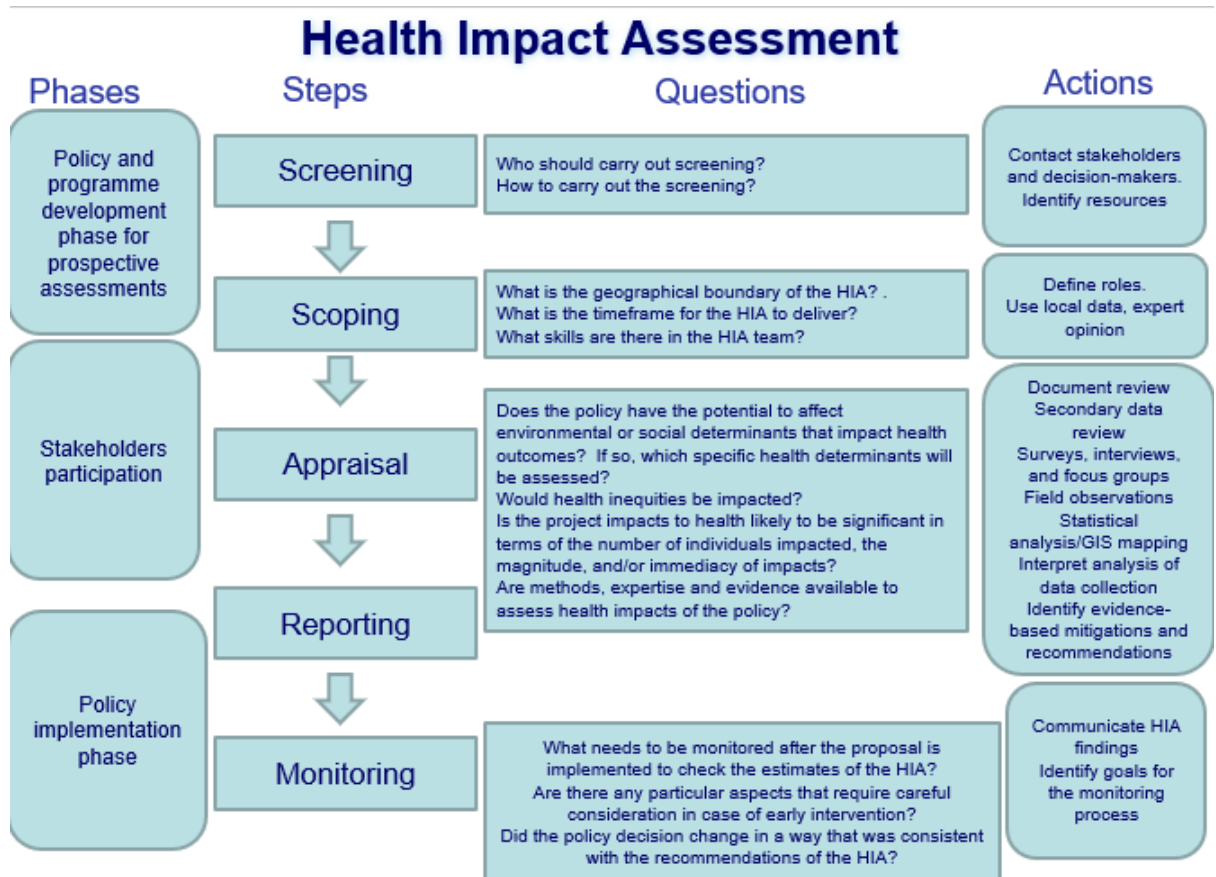 Health Impact Assessment
Phases
Steps
Questions
Actions
Policy and
programme
development
phase for
prospective
assessments
Screening
Who should carry out screening?
How to carry out the screening?
Contact stakeholders
and decision-makers.
Identify resources
Scoping
What is the geographical boundary of the HIA? .
What is the timeframe for the HIA to deliver?
What skills are there in the HIA team?
Define roles.
Use local data, expert
opinion
Stakeholders
participation
Appraisal
Reporting
Does the policy have the potential to affect
environmental or social determinants that impact health
outcomes? If so, which specific health determinants will
be assessed?
Would health inequities be impacted?
Is the project impacts to health likely to be significant in
terms of the number of individuals impacted, the
magnitude, and/or immediacy of impacts?
Are methods, expertise and evidence available to
assess health impacts of the policy?
Document review
Secondary data
review
Surveys, interviews,
and focus groups
Field observations
Statistical
analysis/GIS mapping
Interpret analysis of
data collection
Identify evidence-
based mitigations and
recommendations
Policy
implementation
phase
Monitoring
What needs to be monitored after the proposal is
implemented to check the estimates of the HIA?
Are there any particular aspects that require careful
consideration in case of early intervention?
Did the policy decision change in a way that was consistent
with the recommendations of the HIA?
Communicate HIA
findings
Identify goals for
the monitoring
process